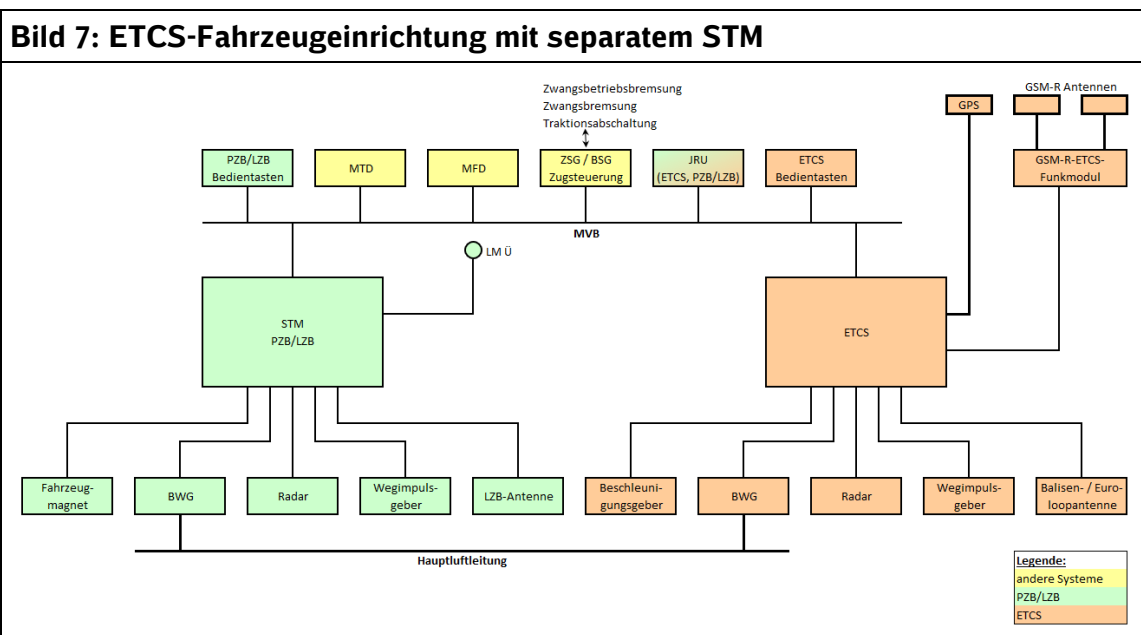 Bild 7: ETCS-Fahrzeugeinrichtung mit separatem STM
Zwangsbetriebsbremsung
Zwangsbremsung
Traktionsabschaltung
GPS
GSM-R Antennen
PZB/LZB
Bedientasten
MTD
MFD
ZSG / BSG
Zugsteuerung
JRU
(ETCS, PZB/LZB)
ETCS
Bedientasten
GSM-R-ETCS-
Funkmodul
MVB
LM Ü
STM
PZB/LZB
ETCS
Fahrzeug-
magnet
BWG
Radar
Wegimpuls-
geber
LZB-Antenne
Beschleuni-
gungsgeber
BWG
Radar
Wegimpuls-
geber
Balisen- / Euro-
loopantenne
Hauptluftleitung
Legende:
andere Systeme
PZB/LZB
ETCS